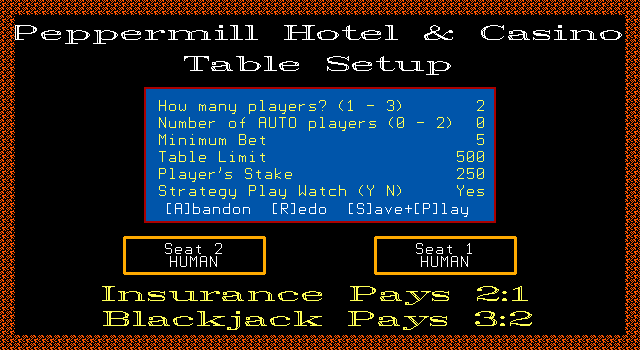 Peppermill Hotel & Casino
Table Setup
How many players? (1 - 3) 2
Number of AUTO players (0 - 2) 0
Minimum Bet 5
Table Limit 500
Player's Stake 250
Strategy Play Watch (Y N) Yes
[A]bandon [R]edo [S]ave+[P]lay
Seat 2 Seat 1
HUMAN HUMAN
Insurance Pays 2:1
Blackjack Pays 3:2